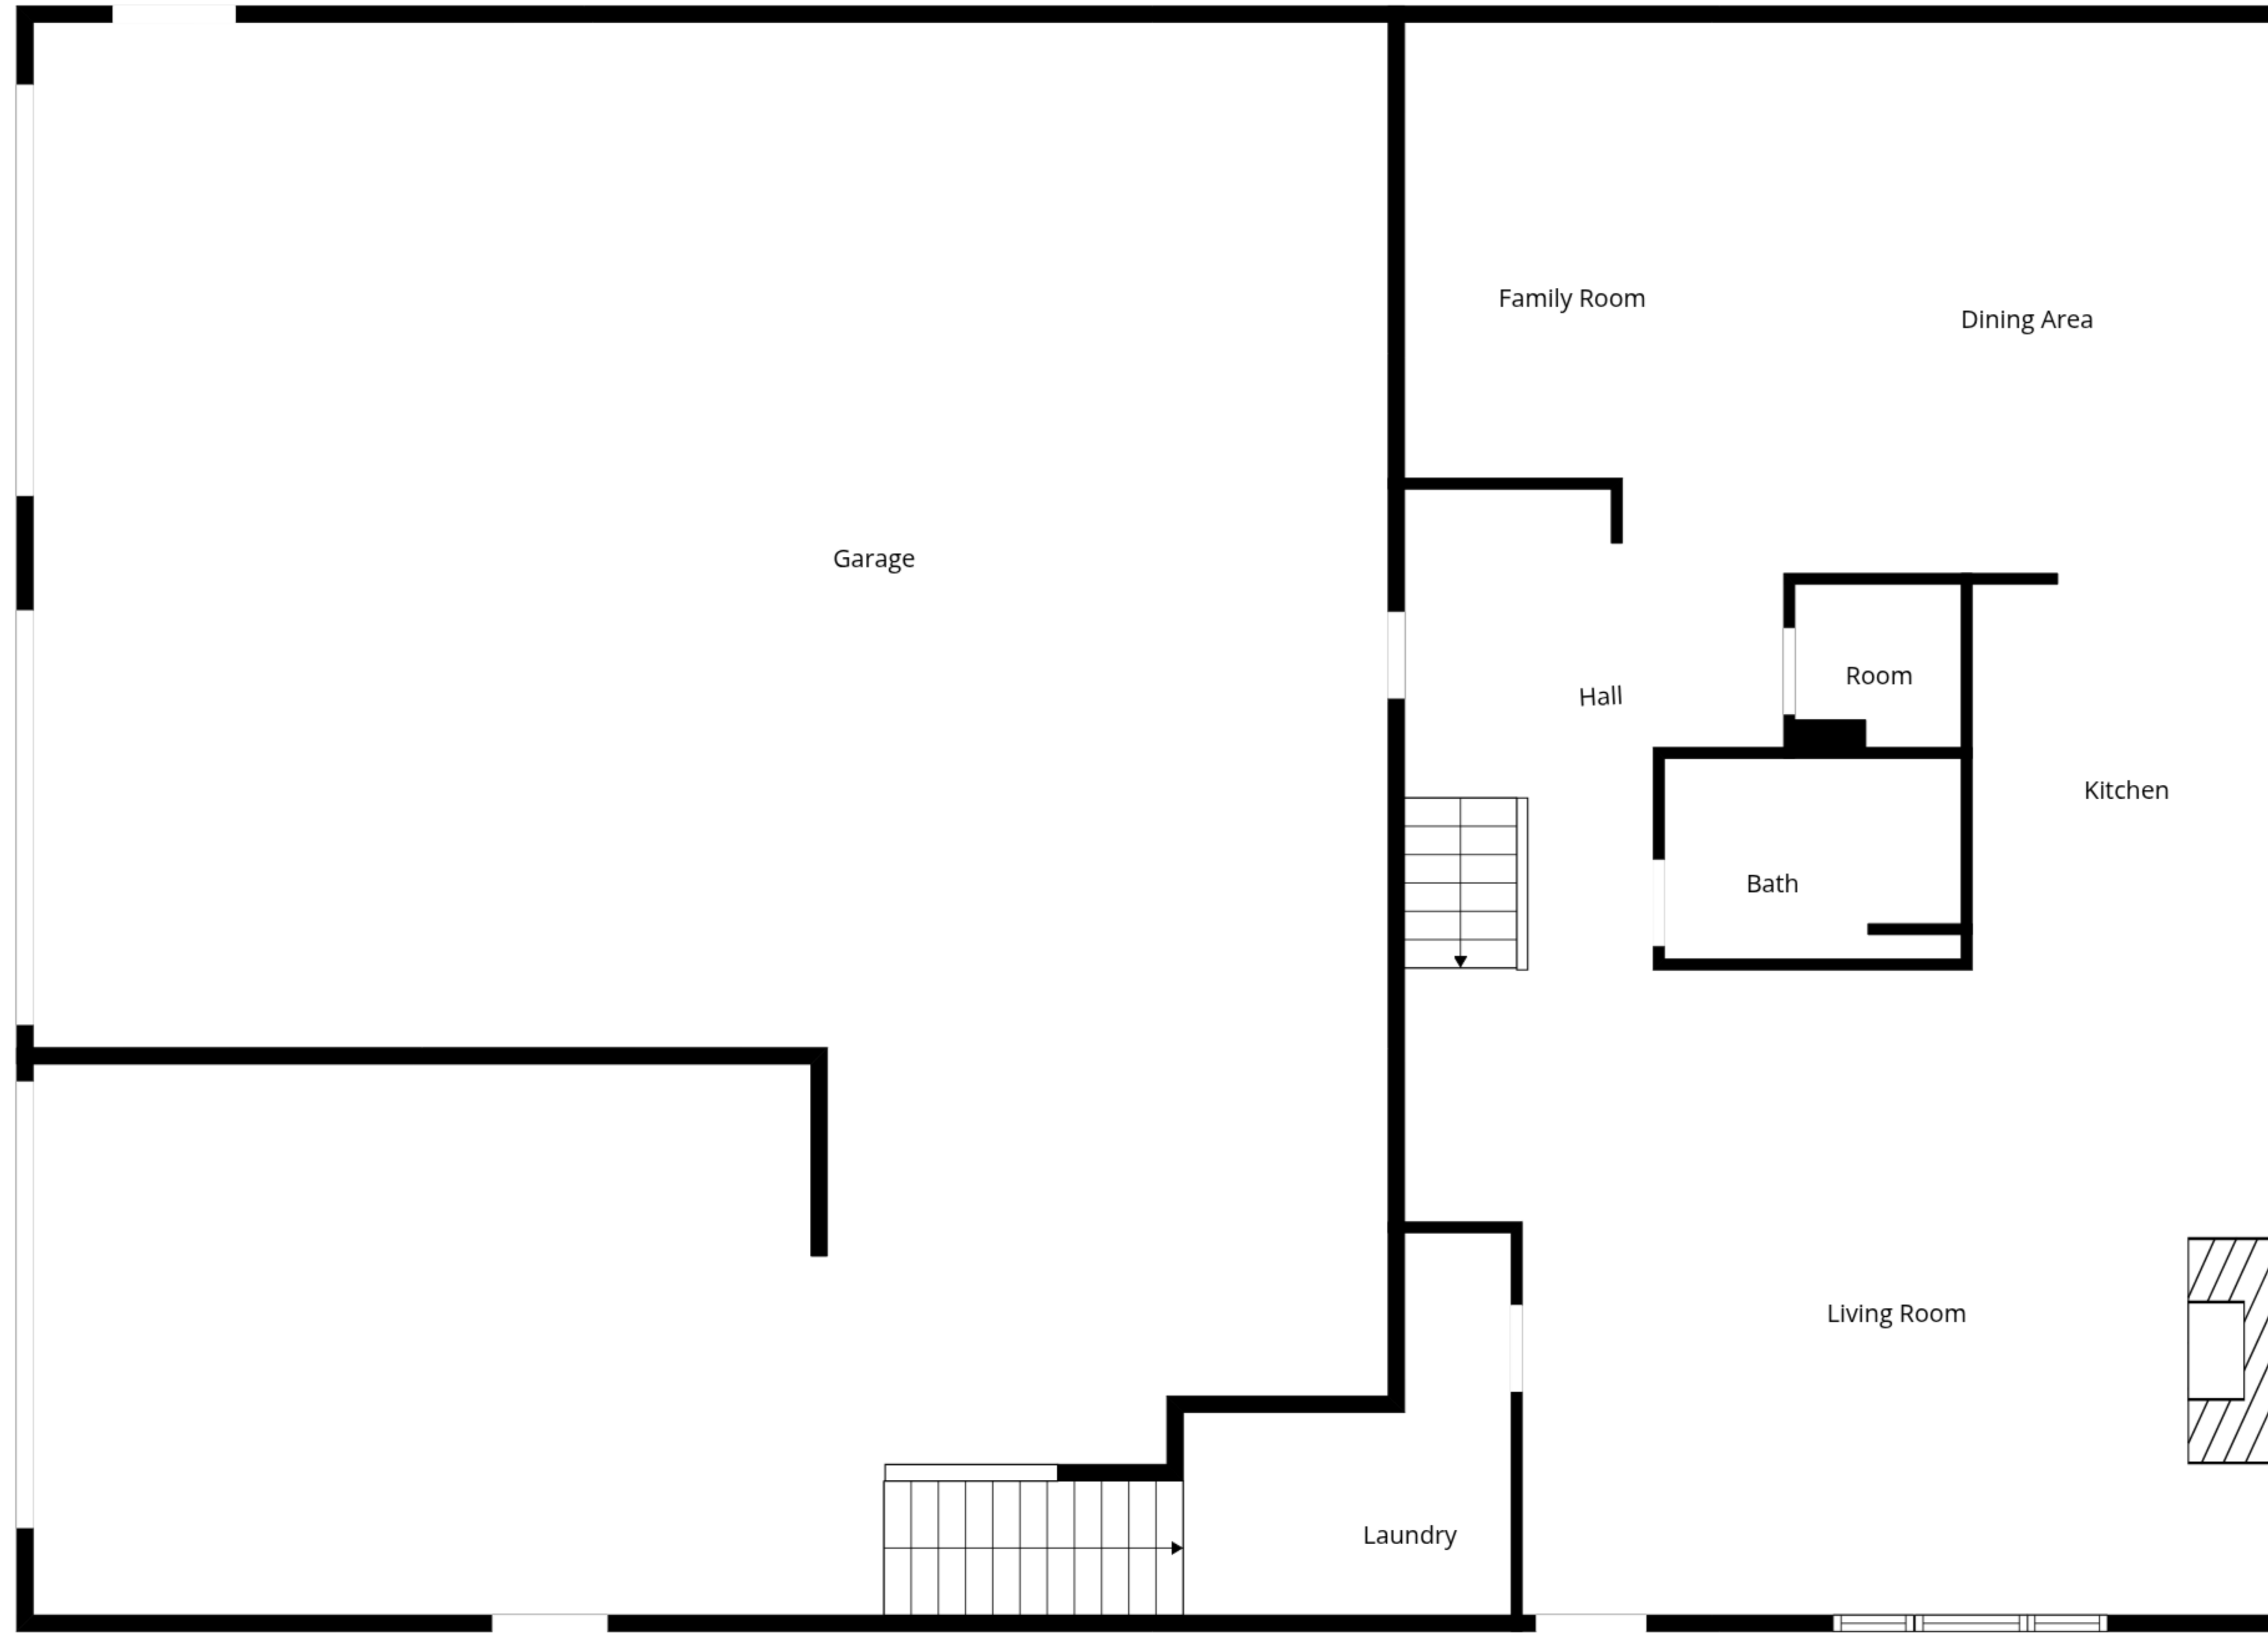 Family Room
Dining Area
Garage
Room
Hall
Kitchen
Bath
Living Room
Laundry